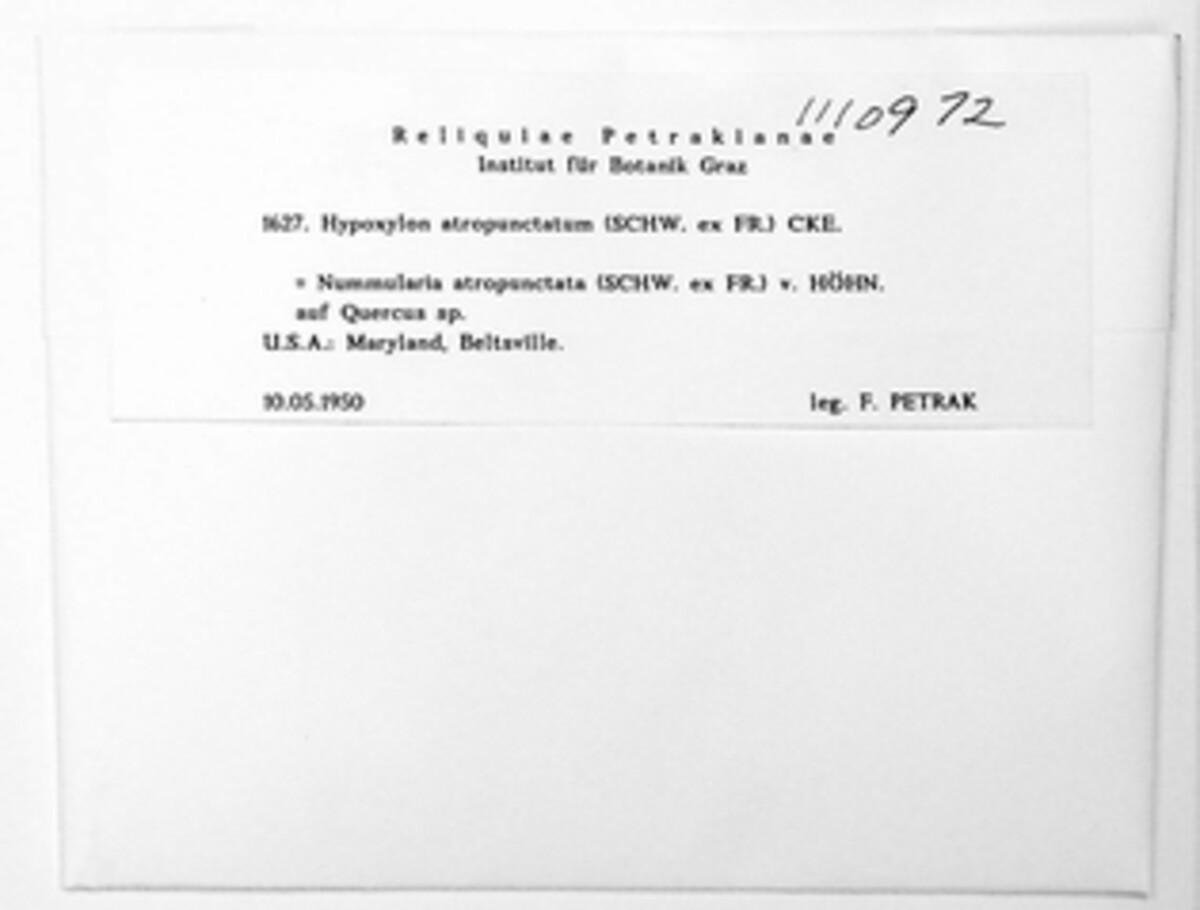 1110972
Reliquiae Petrakianae
Institut für Botanik Graz
1627. Hypoxylon atropunctatum (SCHW. ex FR.) CKE.
= Nummularia atropunctata (SCHW. ex FR.) v. HÖHN.
auf Quercus sp.
U.S.A.: Maryland, Beltsville.
10.05.1950 leg. F. PETRAK